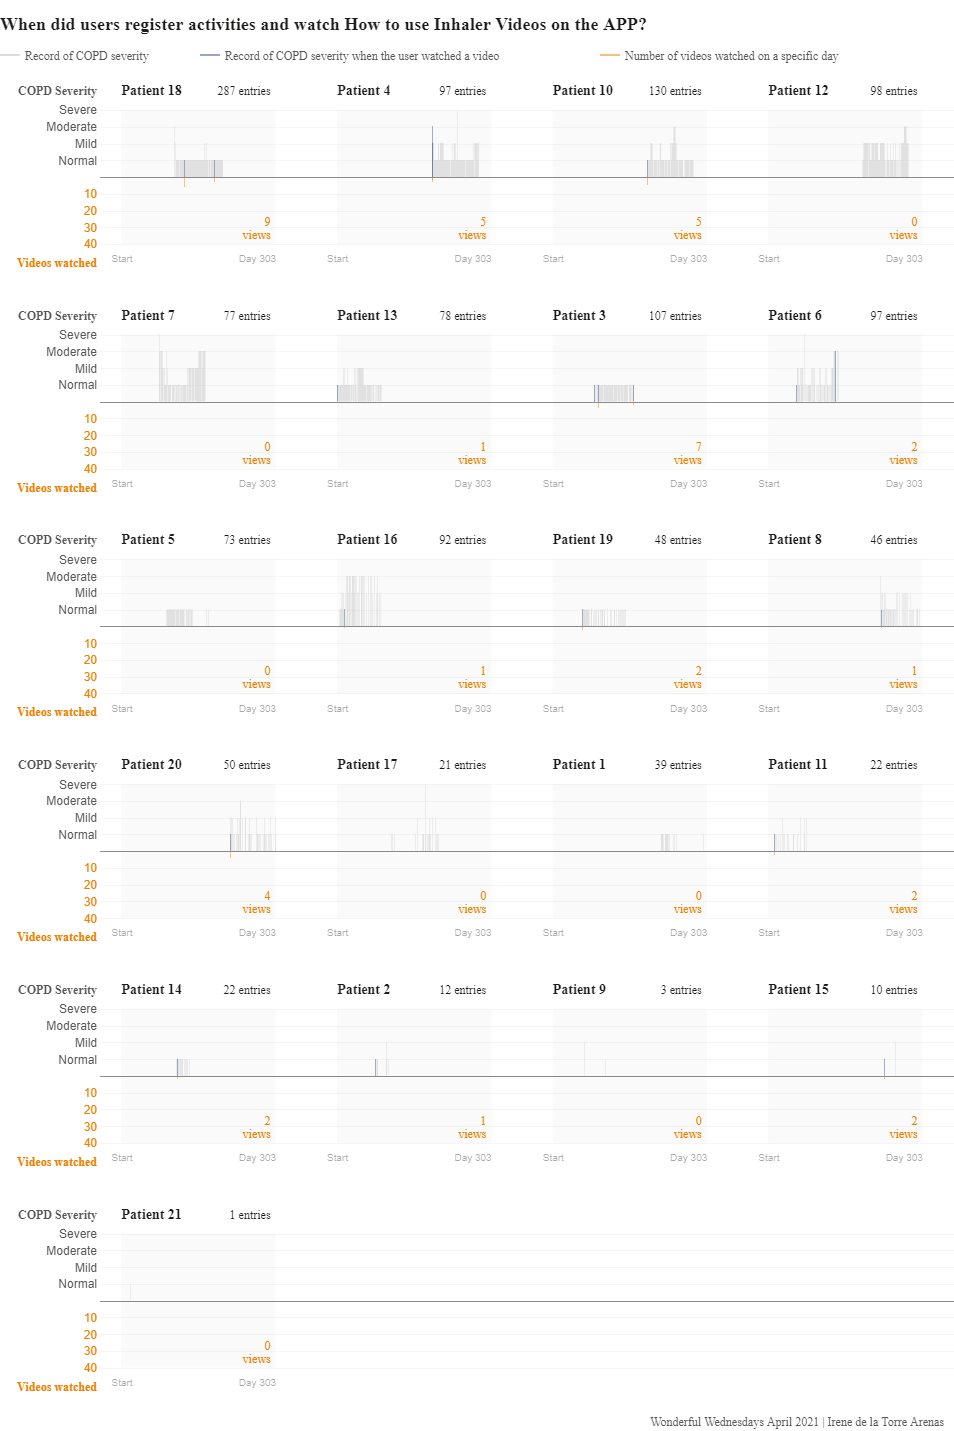 When did users register activities and watch How to use Inhaler Videos on the APP?
Record of COPD severity Record of COPD severity when the user watched a video Number of videos watched on a specific day
COPD Severity Patient 18 287 entries Patient 4 97 entries Patient 10 130 entries Patient 12 98 entries
Severe
Moderate
Mild
Normal
10
20
30 9 5 5 0
40 views views views views
Videos watched Start Day 303 Start Day 303 Start Day 303 Start Day 303
COPD Severity Patient 7 77 entries Patient 13 78 entries Patient 3 107 entries Patient 6 97 entries
Severe
Moderate
Mild
Normal
10
20
30 0 1 7 2
40 views views views views
Videos watched Start Day 303 Start Day 303 Start Day 303 Start Day 303
COPD Severity Patient 5 73 entries Patient 16 92 entries Patient 19 48 entries Patient 8 46 entries
Severe
Moderate
Mild
Normal
10
20
30 0 1 2 1
40 views views views views
Videos watched Start Day 303 Start Day 303 Start Day 303 Start Day 303
COPD Severity Patient 20 50 entries Patient 17 21 entries Patient 1 39 entries Patient 11 22 entries
Severe
Moderate
Mild
Normal
10
20
30 4 0 0 2
40 views views views views
Videos watched Start Day 303 Start Day 303 Start Day 303 Start Day 303
COPD Severity Patient 14 22 entries Patient 2 12 entries Patient 9 3 entries Patient 15 10 entries
Severe
Moderate
Mild
Normal
10
20
30 2 1 0 2
40 views views views views
Videos watched Start Day 303 Start Day 303 Start Day 303 Start Day 303
COPD Severity Patient 21 1 entries
Severe
Moderate
Mild
Normal
10
20
30 0
40 views
Videos watched Start Day 303
Wonderful Wednesdays April 2021 | Irene de la Torre Arenas